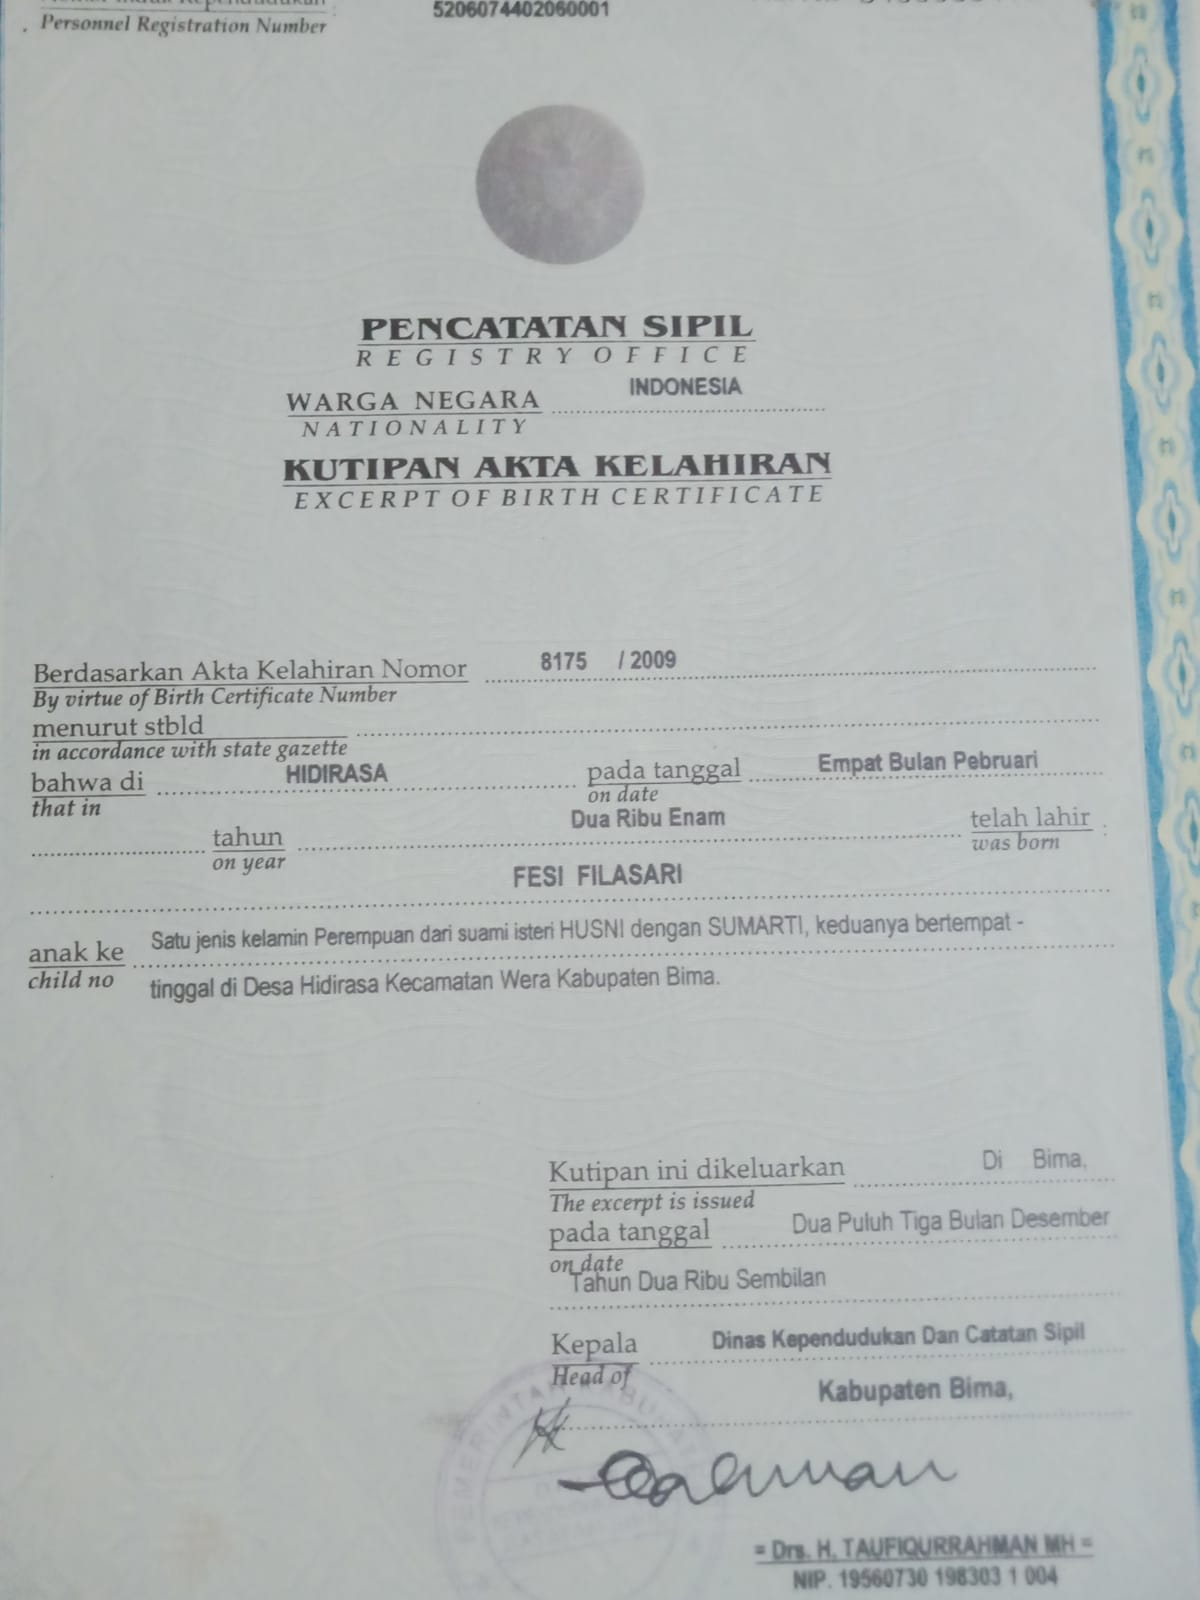 5206074402060001
Personnel Registration Number
PENCATATAN SIPIL
REGISTRY OFFICE
WARGA NEGARA INDONESIA
NATIONALITY
KUTIPAN AKTA KELAHIRAN
EXCERPT OF BIRTH CERTIFICATE
Berdasarkan Akta Kelahiran Nomor 8175 / 2009
By virtue of Birth Certificate Number
menurut stbld
in accordance with state gazette
bahwa di HIDIRASA pada tanggal Empat Bulan Pebruari
that in on date
tahun Dua Ribu Enam telah lahir :
on year was born
FESI FILASARI
anak ke Satu jenis kelamin Perempuan dari suami isteri HUSNI dengan SUMARTI, keduanya bertempat -
child no tinggal di Desa Hidirasa Kecamatan Wera Kabupaten Bima.
Kutipan ini dikeluarkan Di Bima,
The excerpt is issued
pada tanggal Dua Puluh Tiga Bulan Desember
on date
Tahun Dua Ribu Sembilan
Kepala Dinas Kependudukan Dan Catatan Sipil
Head of
Kabupaten Bima,
PEMERINTAH KABUPATEN
= Drs. H. TAUFIQURRAHMAN MH =
NIP. 19560730 198303 1 004